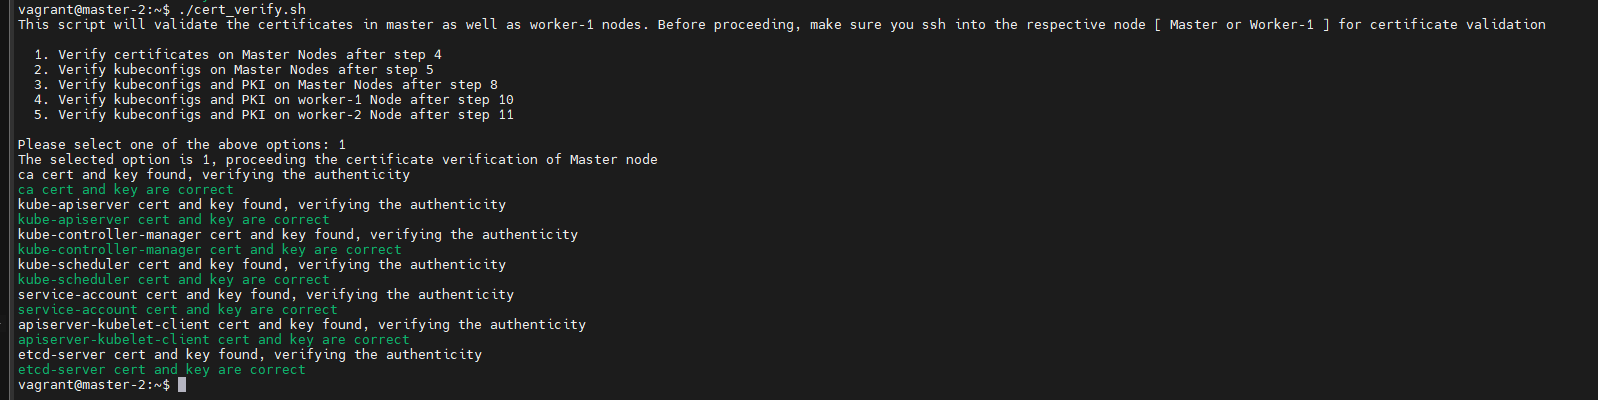 vagrant@master-2:~$ ./cert_verify.sh
This script will validate the certificates in master as well as worker-1 nodes. Before proceeding, make sure you ssh into the respective node [ Master or Worker-1 ] for certificate validation
1. Verify certificates on Master Nodes after step 4
2. Verify kubeconfigs on Master Nodes after step 5
3. Verify kubeconfigs and PKI on Master Nodes after step 8
4. Verify kubeconfigs and PKI on worker-1 Node after step 10
5. Verify kubeconfigs and PKI on worker-2 Node after step 11
Please select one of the above options: 1
The selected option is 1, proceeding the certificate verification of Master node
ca cert and key found, verifying the authenticity
ca cert and key are correct
kube-apiserver cert and key found, verifying the authenticity
kube-apiserver cert and key are correct
kube-controller-manager cert and key found, verifying the authenticity
kube-controller-manager cert and key are correct
kube-scheduler cert and key found, verifying the authenticity
kube-scheduler cert and key are correct
service-account cert and key found, verifying the authenticity
service-account cert and key are correct
apiserver-kubelet-client cert and key found, verifying the authenticity
apiserver-kubelet-client cert and key are correct
etcd-server cert and key found, verifying the authenticity
etcd-server cert and key are correct
vagrant@master-2:~$